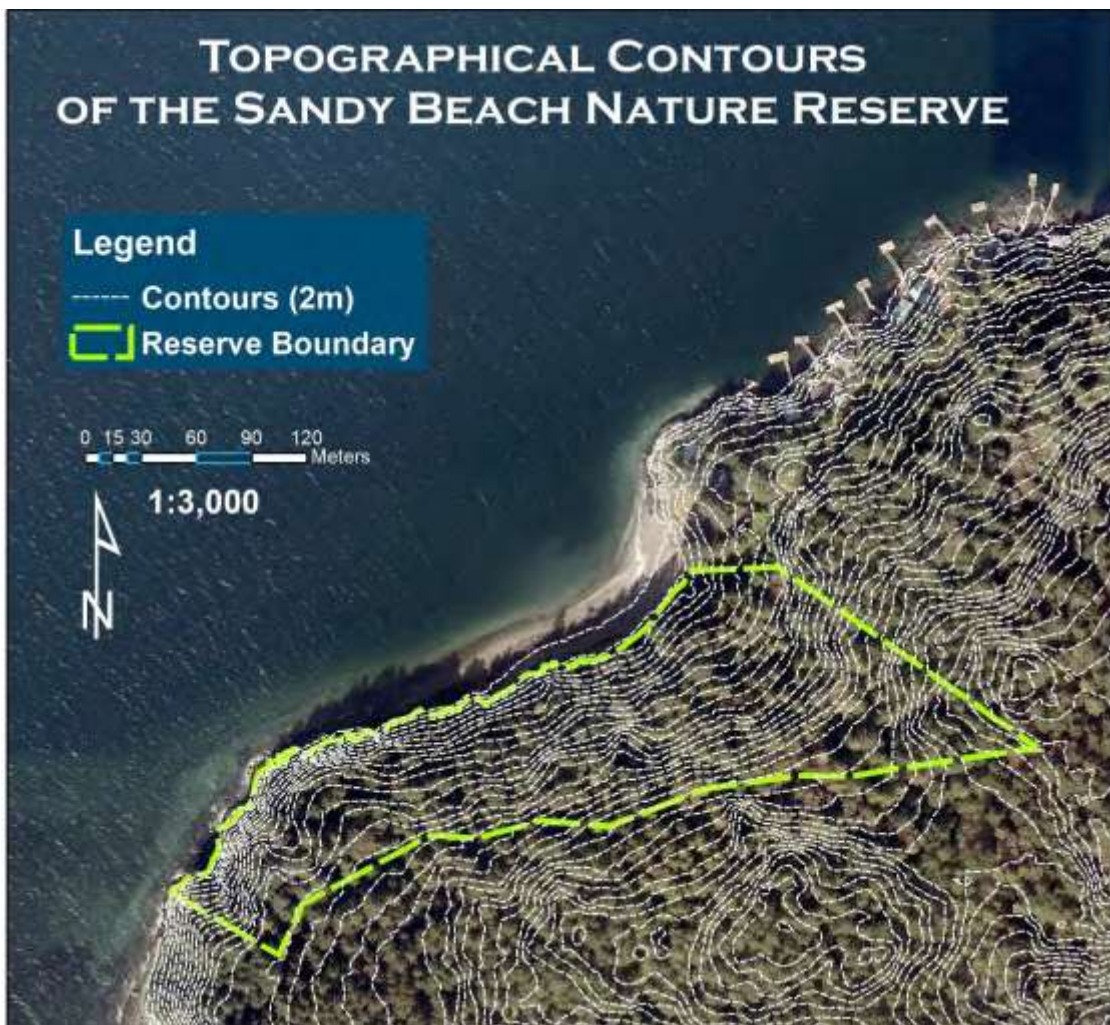 TOPOGRAPHICAL CONTOURS
OF THE SANDY BEACH NATURE RESERVE
Legend
Contours (2m)
Reserve Boundary
0 15 30 60 90 120
Meters
1:3,000
N